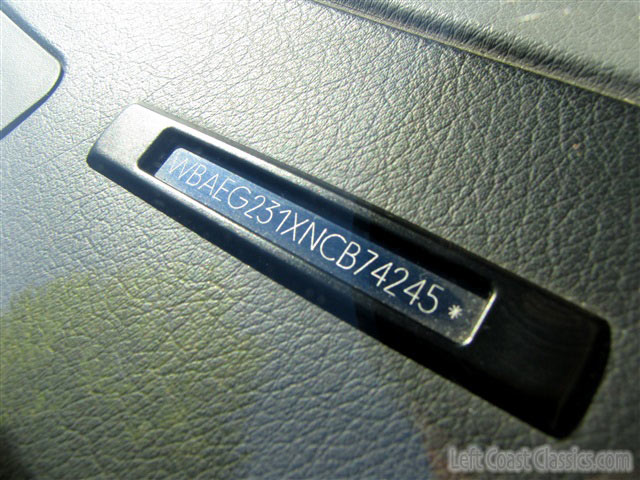 WBAEG231XNCB74245*
Left Coast Classics.com